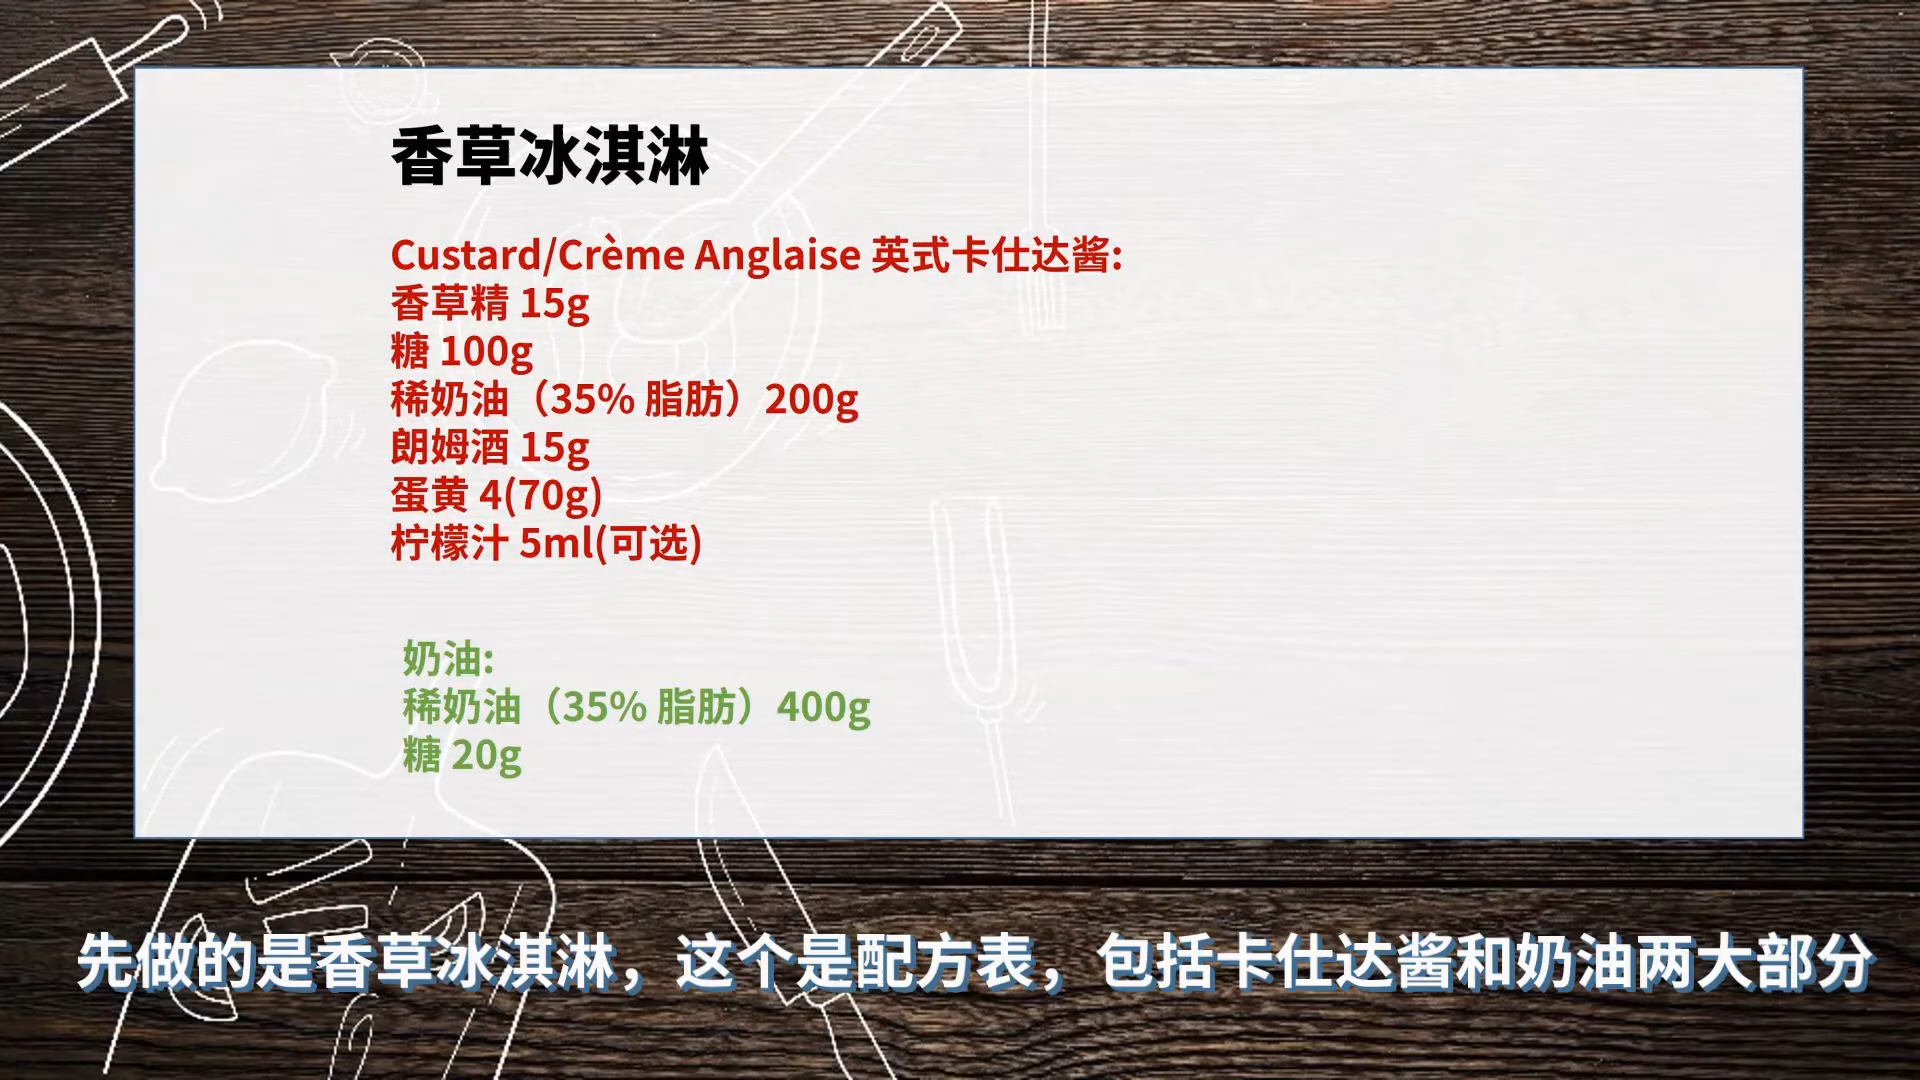 香草冰淇淋
Custard/Crème Anglaise 英式卡仕达酱:
香草精 15g
糖 100g
稀奶油（35% 脂肪）200g
朗姆酒 15g
蛋黄 4(70g)
柠檬汁 5ml(可选)
奶油:
稀奶油（35% 脂肪）400g
糖 20g
先做的是香草冰淇淋，这个是配方表，包括卡仕达酱和奶油两大部分